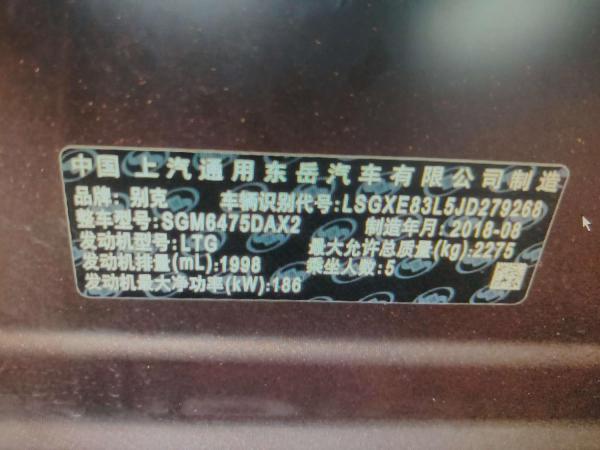 中国 上汽通用东岳汽车有限公司制造
品牌: 别克 车辆识别代号:LSGXE83L5JD279268
整车型号:SGM6475DAX2 制造年月:2018-08
发动机型号:LTG 最大允许总质量(kg):2275
发动机排量(mL):1998 乘坐人数:5
发动机最大净功率(kW):186